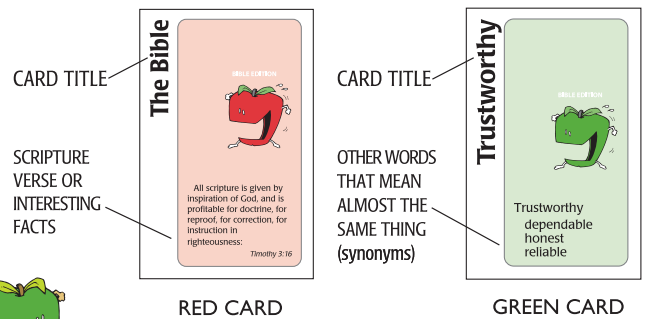 CARD TITLE
The Bible
BIBLE EDITION
SCRIPTURE
VERSE OR
INTERESTING
FACTS
All scripture is given by
inspiration of God, and is
profitable for doctrine, for
reproof, for correction, for
instruction in
righteousness:
Timothy 3:16
RED CARD
CARD TITLE
Trustworthy
BIBLE EDITION
OTHER WORDS
THAT MEAN
ALMOST THE
SAME THING
(synonyms)
Trustworthy
dependable
honest
reliable
GREEN CARD